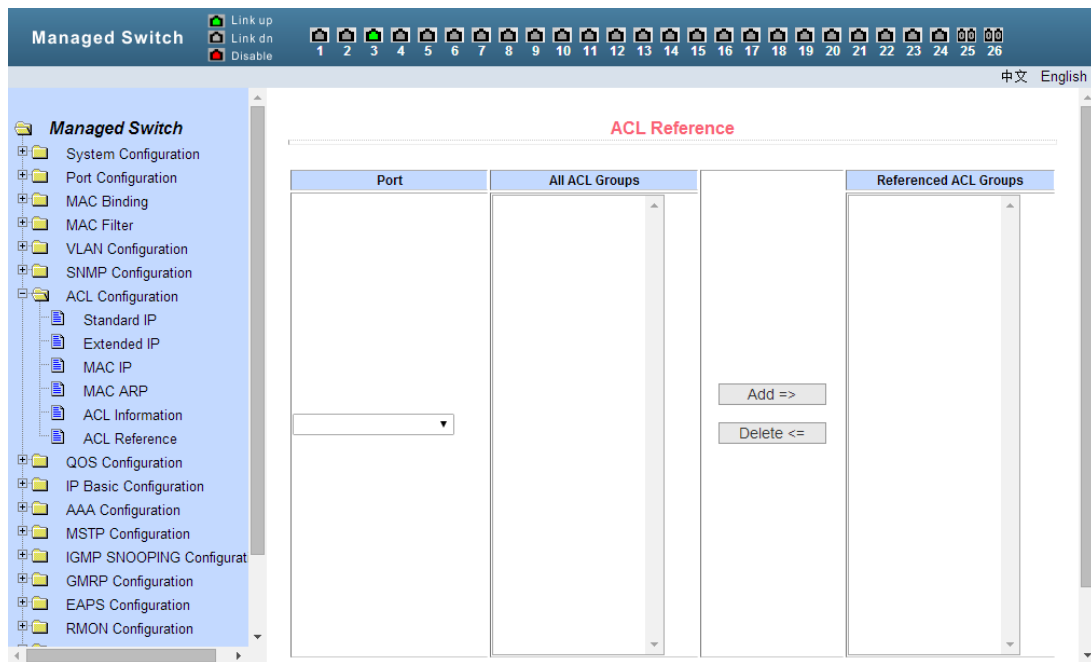 Managed Switch
Link up
Link dn
Disable
1 2 3 4 5 6 7 8 9 10 11 12 13 14 15 16 17 18 19 20 21 22 23 24 25 26
中文 English
Managed Switch
System Configuration
Port Configuration
MAC Binding
MAC Filter
VLAN Configuration
SNMP Configuration
ACL Configuration
Standard IP
Extended IP
MAC IP
MAC ARP
ACL Information
ACL Reference
QOS Configuration
IP Basic Configuration
AAA Configuration
MSTP Configuration
IGMP SNOOPING Configurat
GMRP Configuration
EAPS Configuration
RMON Configuration
ACL Reference
Port All ACL Groups Referenced ACL Groups
Add =>
Delete <=